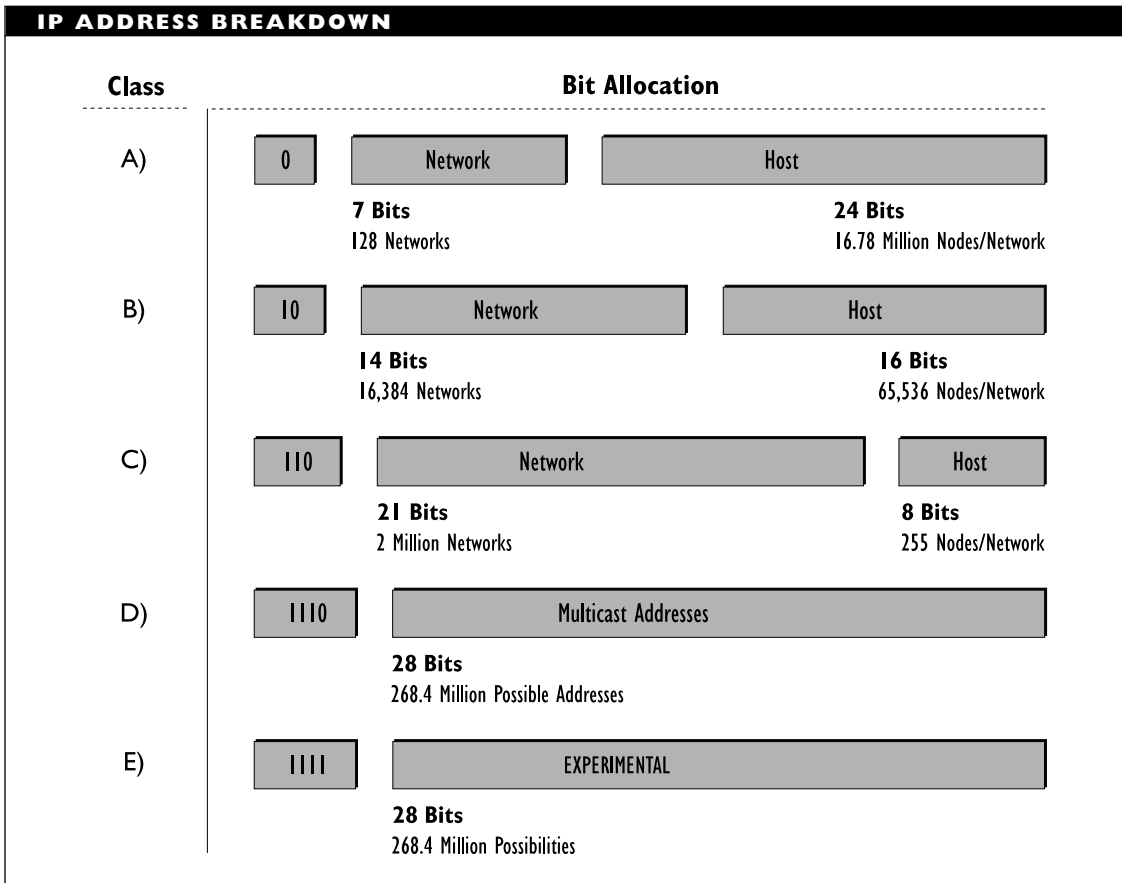 IP ADDRESS BREAKDOWN
Class Bit Allocation
A) 0 Network Host
7 Bits 24 Bits
128 Networks 16.78 Million Nodes/Network
B) 10 Network Host
14 Bits 16 Bits
16,384 Networks 65,536 Nodes/Network
C) 110 Network Host
21 Bits 8 Bits
2 Million Networks 255 Nodes/Network
D) 1110 Multicast Addresses
28 Bits
268.4 Million Possible Addresses
E) 1111 EXPERIMENTAL
28 Bits
268.4 Million Possibilities